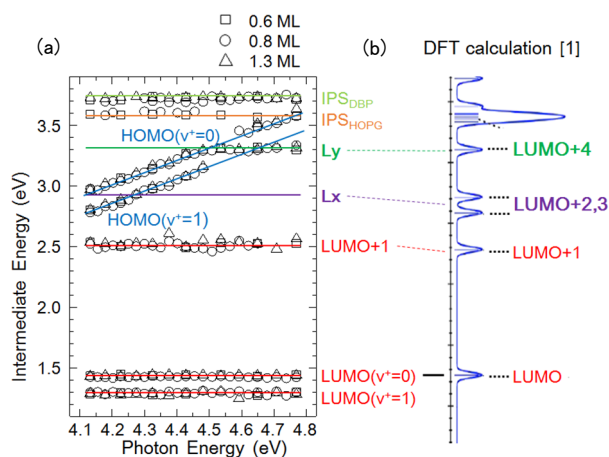 (a)
0.6 ML
0.8 ML
1.3 ML
(b)
DFT calculation [1]
Intermediate Energy (eV)
3.5
3.0
2.5
2.0
1.5
HOMO(v⁺=0)
HOMO(v⁺=1)
4.1 4.2 4.3 4.4 4.5 4.6 4.7 4.8
Photon Energy (eV)
IPS_DBP
IPS_HOPG
Ly
Lx
LUMO+1
LUMO(v⁺=0)
LUMO(v⁺=1)
LUMO+4
LUMO+2,3
LUMO+1
LUMO